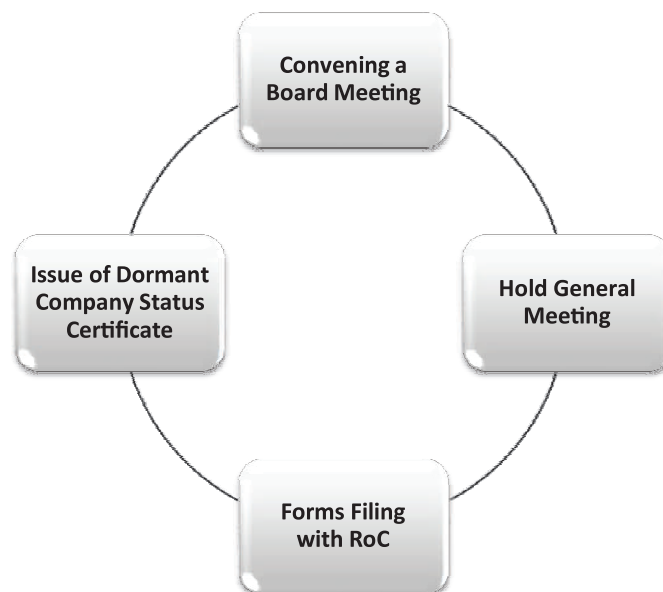 Convening a
Board Meeting
Hold General
Meeting
Forms Filing
with RoC
Issue of Dormant
Company Status
Certificate